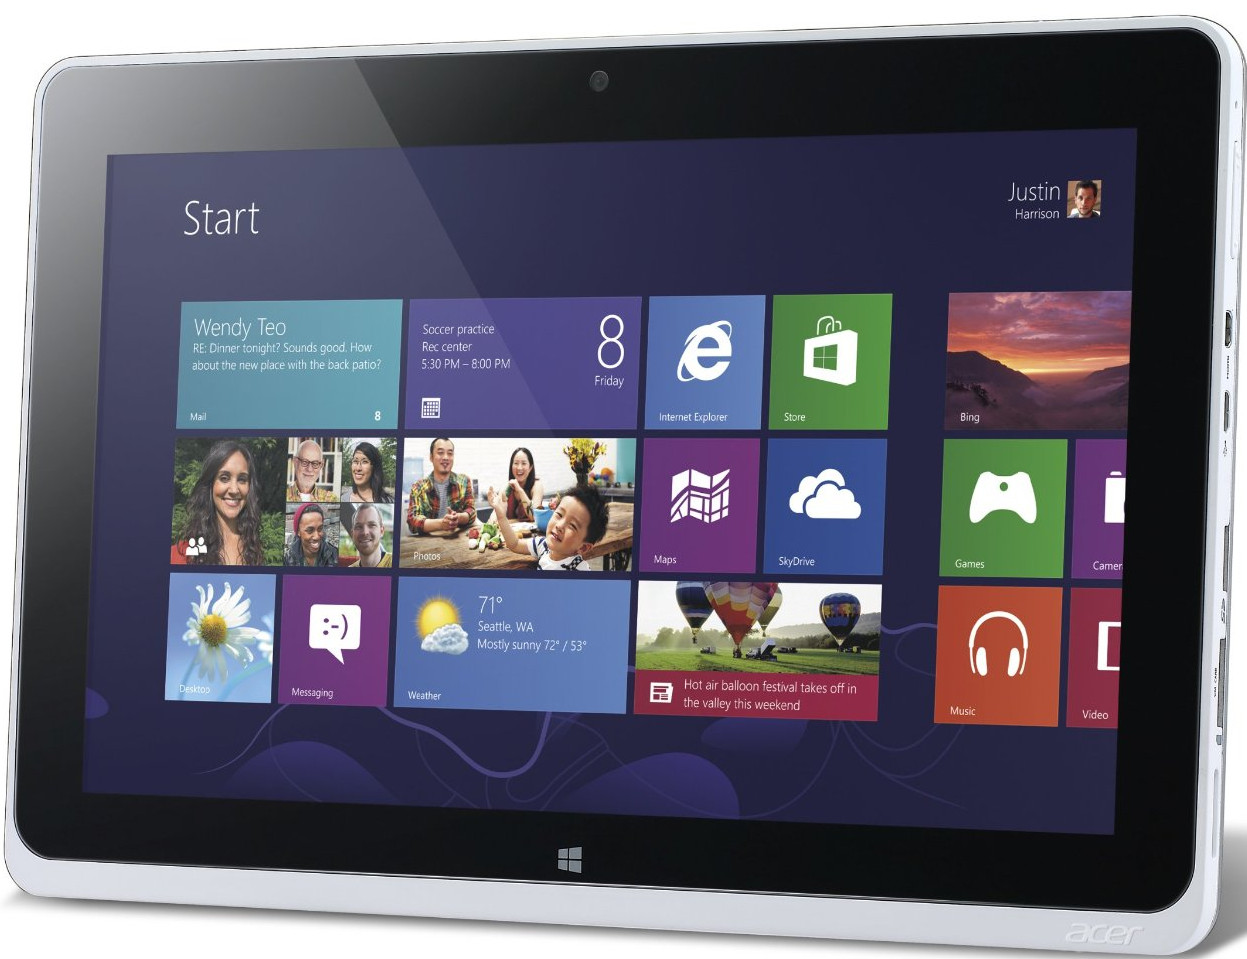 Start
Justin
Harrison
Wendy Teo
RE: Dinner tonight? Sounds good. How
about the new place with the back patio?
Mail
8
Soccer practice
Rec center
5:30 PM – 8:00 PM
8
Friday
Internet Explorer
Store
Bing
Photos
Maps
SkyDrive
Games
Camer
Desktop
:-)
Messaging
71°
Seattle, WA
Mostly sunny 72° / 53°
Weather
Hot air balloon festival takes off in
the valley this weekend
Music
Video
acer